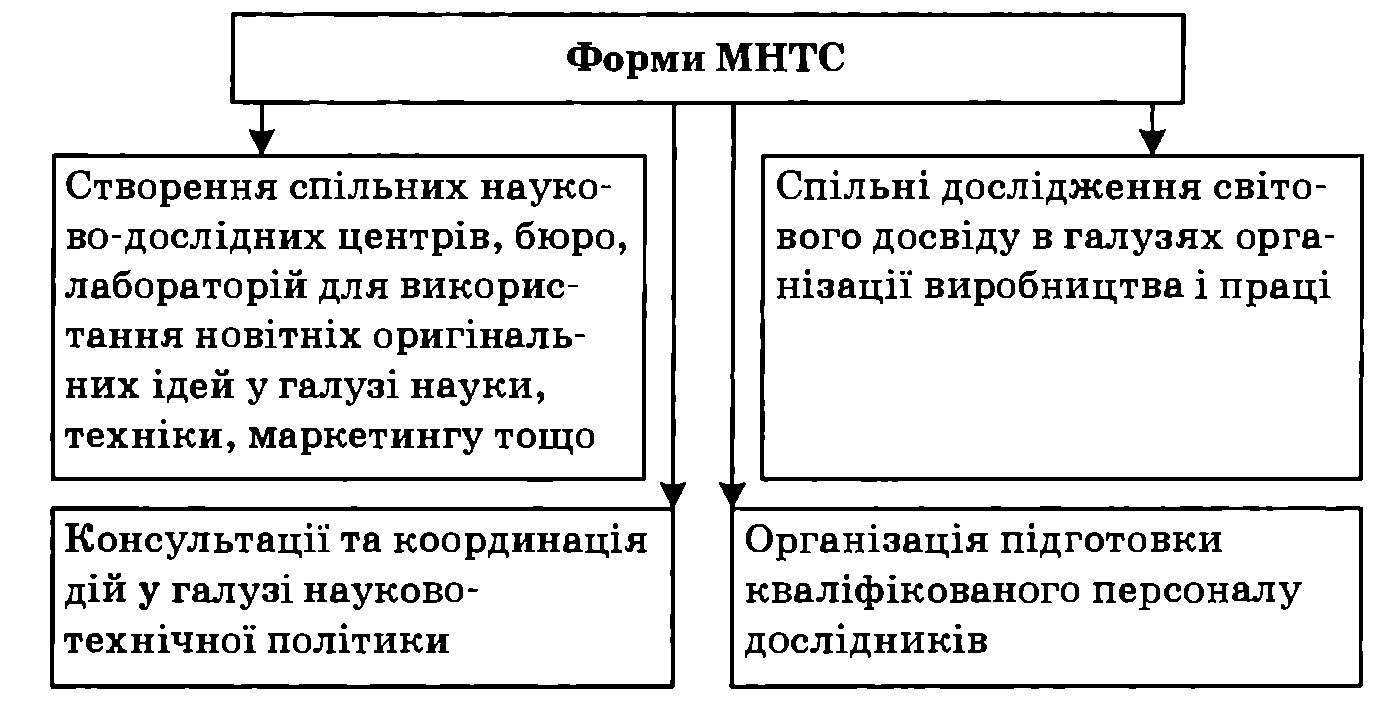 Форми МНТС
Створення спільних науко-
во-дослідних центрів, бюро,
лабораторій для викорис-
тання новітніх оригіналь-
них ідей у галузі науки,
техніки, маркетингу тощо
Спільні дослідження світо-
вого досвіду в галузях орга-
нізації виробництва і праці
Консультації та координація
дій у галузі науково-
технічної політики
Організація підготовки
кваліфікованого персоналу
дослідників